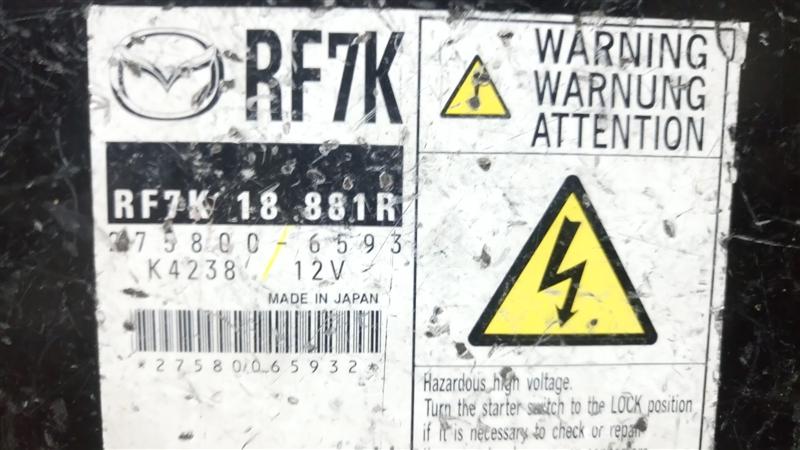 RF7K
RF7K 18 881R
275800-6593
K4238 12V
MADE IN JAPAN
*27580065932*
WARNING
WARNUNG
ATTENTION
Hazardous high voltage.
Turn the starter switch to the LOCK position
if it is necessary to check or repair